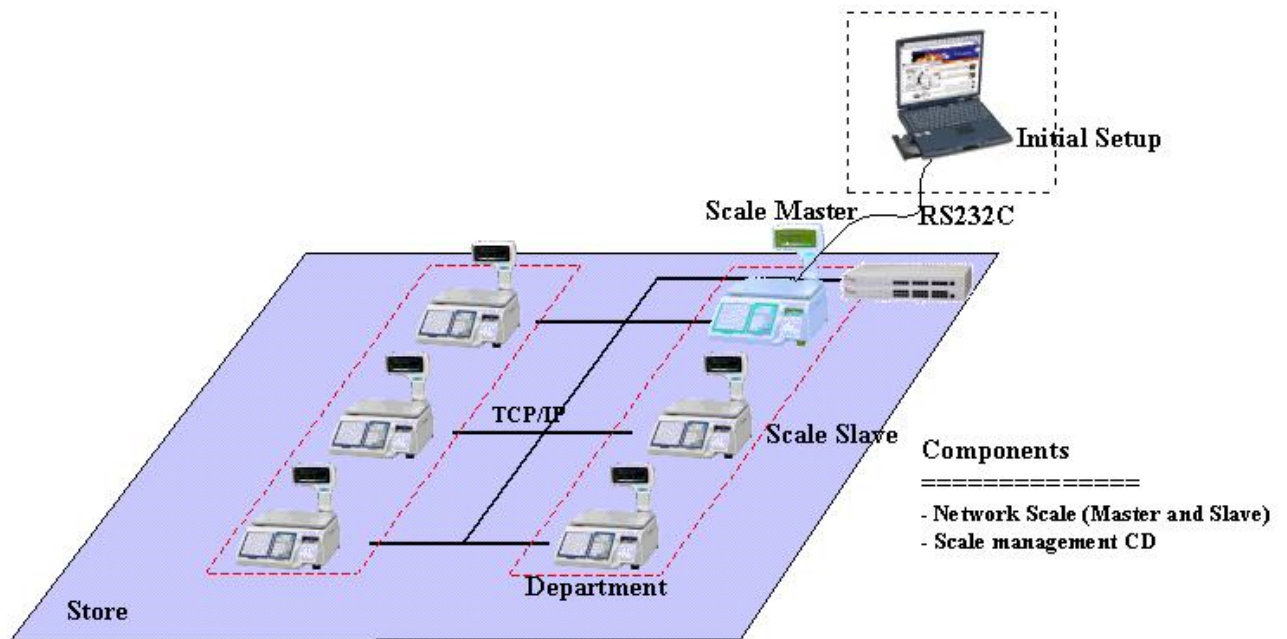 Initial Setup
Scale Master
RS232C
TCP/IP
Scale Slave
Components
==============
- Network Scale (Master and Slave)
- Scale management CD
Department
Store